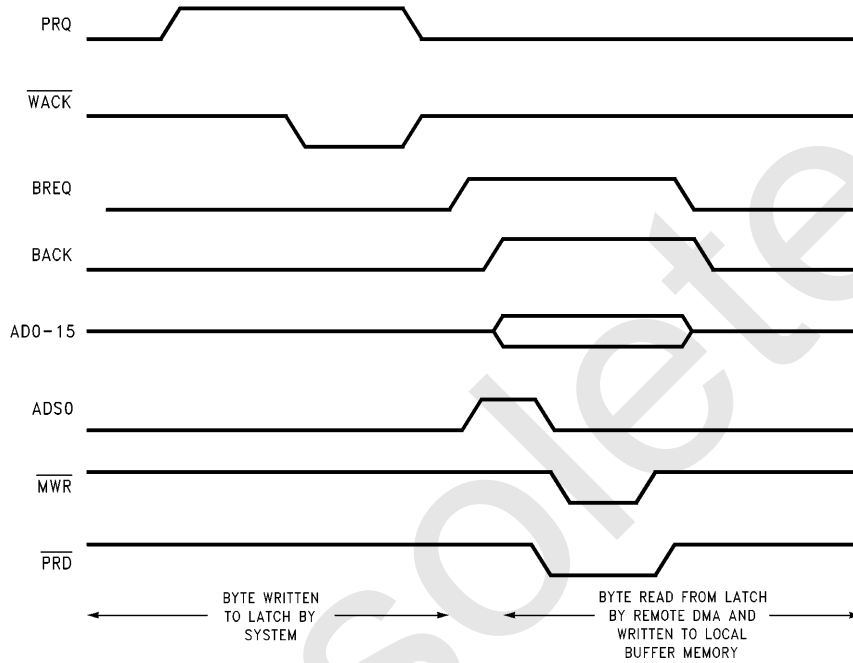 PRQ
WACK
BREQ
BACK
AD0-15
ADS0
MWR
PRD
BYTE WRITTEN
TO LATCH BY
SYSTEM
BYTE READ FROM LATCH
BY REMOTE DMA AND
WRITTEN TO LOCAL
BUFFER MEMORY
solete